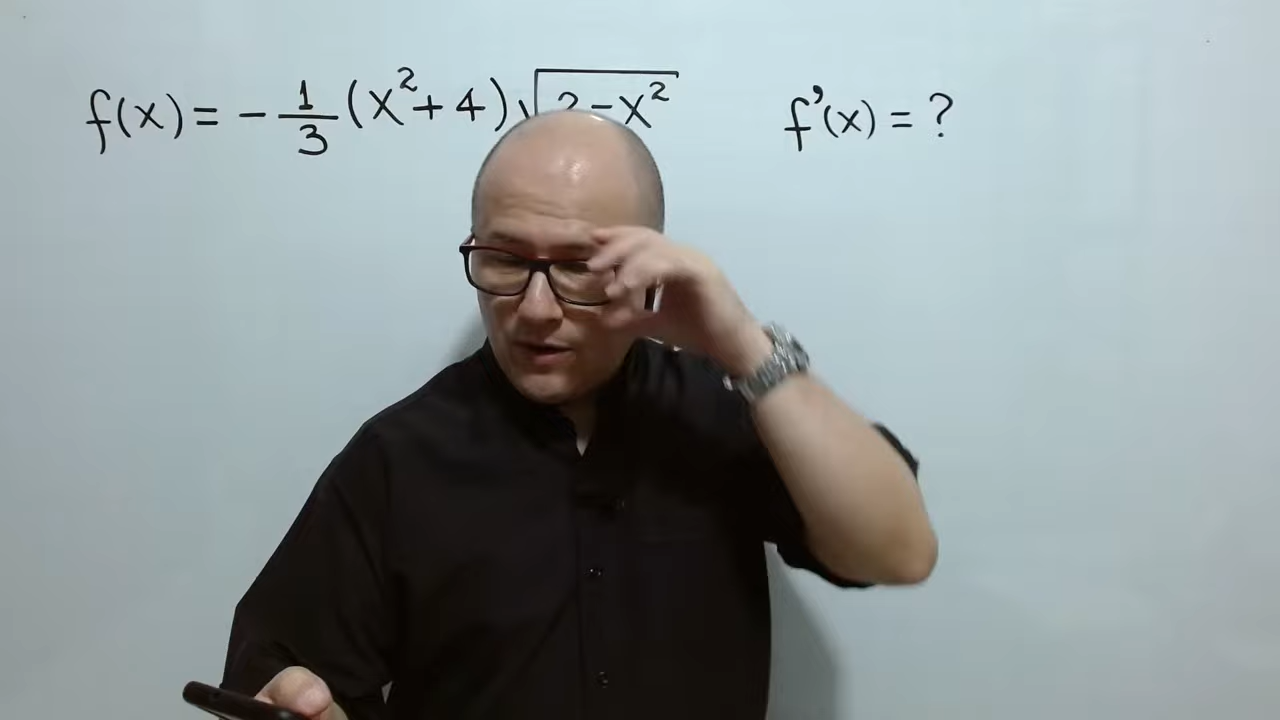 f(x) = - 1/3 (x² + 4) √(2 - x²) f'(x) = ?